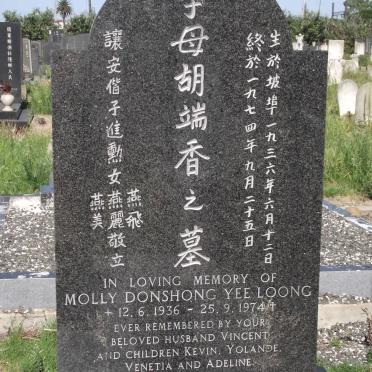 生於坡埠一九三六年六月十二日
終於一九七四年九月二十五日
母胡端香之墓
燕飛
讓安偕子進勳女燕麗敬立
燕美
IN LOVING MEMORY OF
MOLLY DONSHONG YEE LOONG
12. 6. 1936 - 25. 9. 1974
EVER REMEMBERED BY YOUR
BELOVED HUSBAND VINCENT
AND CHILDREN KEVIN, YOLANDE,
VENETIA AND ADELINE.